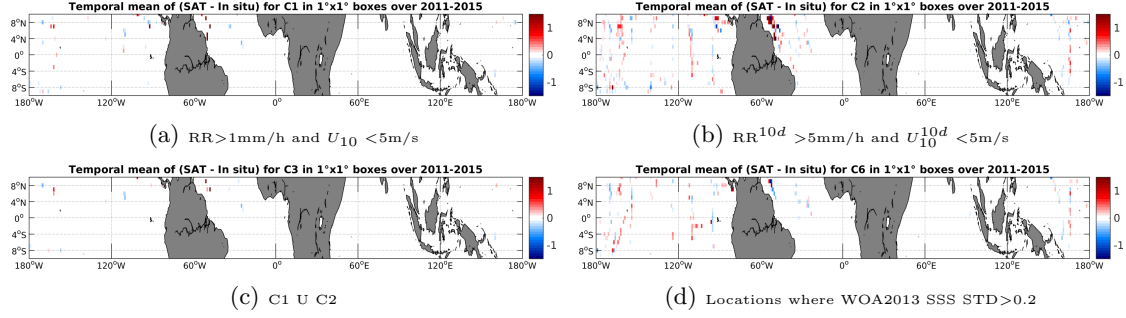 Temporal mean of (SAT - In situ) for C1 in 1°x1° boxes over 2011-2015
8°N
4°N
0°
4°S
8°S
180°W 120°W 60°W 0° 60°E 120°E 180°W
1
0
-1
(a) RR>1mm/h and U10 <5m/s
Temporal mean of (SAT - In situ) for C2 in 1°x1° boxes over 2011-2015
8°N
4°N
0°
4°S
8°S
180°W 120°W 60°W 0° 60°E 120°E 180°W
1
0
-1
(b) RR^10d >5mm/h and U10^10d <5m/s
Temporal mean of (SAT - In situ) for C3 in 1°x1° boxes over 2011-2015
8°N
4°N
0°
4°S
8°S
180°W 120°W 60°W 0° 60°E 120°E 180°W
1
0
-1
(c) C1 U C2
Temporal mean of (SAT - In situ) for C6 in 1°x1° boxes over 2011-2015
8°N
4°N
0°
4°S
8°S
180°W 120°W 60°W 0° 60°E 120°E 180°W
1
0
-1
(d) Locations where WOA2013 SSS STD>0.2